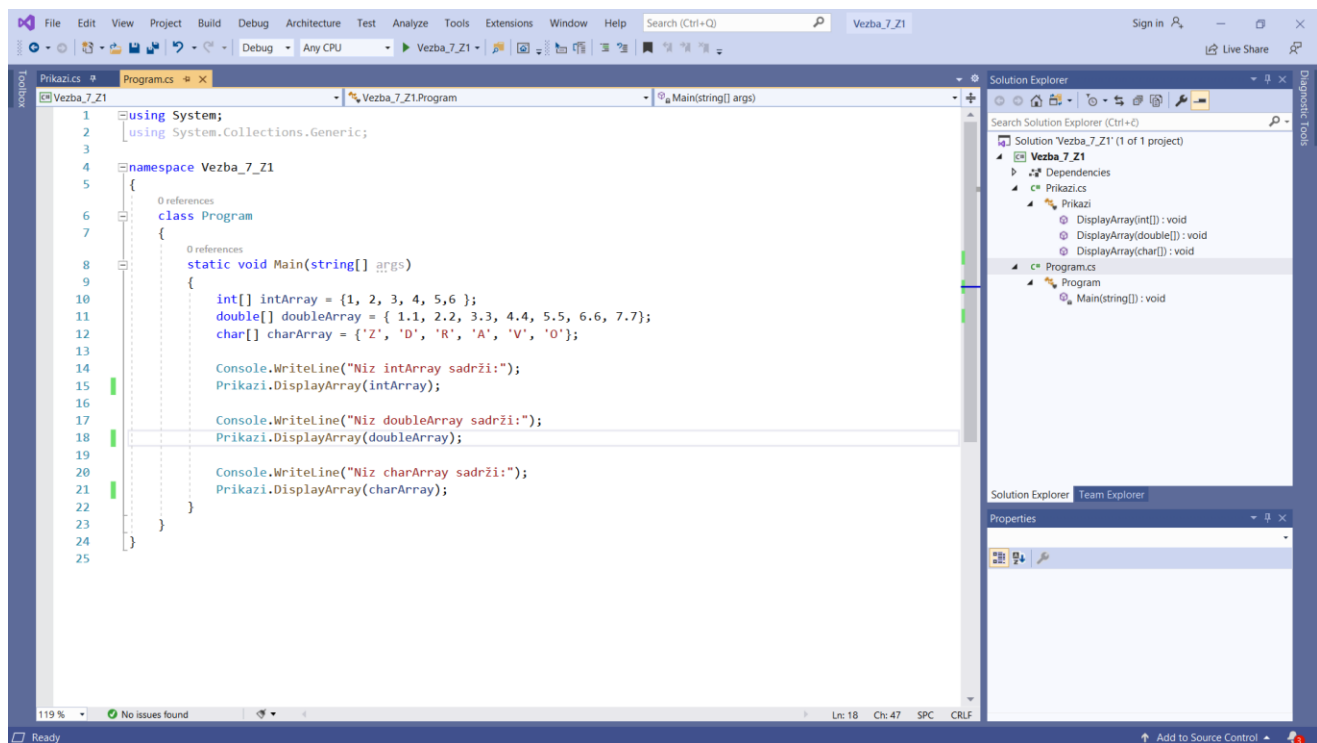 File Edit View Project Build Debug Architecture Test Analyze Tools Extensions Window Help Search (Ctrl+Q) Vezba_7_Z1 Sign in
Debug Any CPU Vezba_7_Z1 Live Share
Toolbox
Prikazi.cs Program.cs
Vezba_7_Z1 Vezba_7_Z1.Program Main(string[] args)
1 using System;
2 using System.Collections.Generic;
3
4 namespace Vezba_7_Z1
5 {
0 references
6 class Program
7 {
0 references
8 static void Main(string[] args)
9 {
10 int[] intArray = {1, 2, 3, 4, 5,6 };
11 double[] doubleArray = { 1.1, 2.2, 3.3, 4.4, 5.5, 6.6, 7.7};
12 char[] charArray = {'Z', 'D', 'R', 'A', 'V', 'O'};
13
14 Console.WriteLine("Niz intArray sadrži:");
15 Prikazi.DisplayArray(intArray);
16
17 Console.WriteLine("Niz doubleArray sadrži:");
18 Prikazi.DisplayArray(doubleArray);
19
20 Console.WriteLine("Niz charArray sadrži:");
21 Prikazi.DisplayArray(charArray);
22 }
23 }
24 }
25
119 % No issues found Ln: 18 Ch: 47 SPC CRLF
Solution Explorer
Search Solution Explorer (Ctrl+č)
Solution 'Vezba_7_Z1' (1 of 1 project)
C# Vezba_7_Z1
Dependencies
C# Prikazi.cs
Prikazi
DisplayArray(int[]) : void
DisplayArray(double[]) : void
DisplayArray(char[]) : void
C# Program.cs
Program
Main(string[]) : void
Solution Explorer Team Explorer
Properties
Diagnostic Tools
Ready Add to Source Control 3